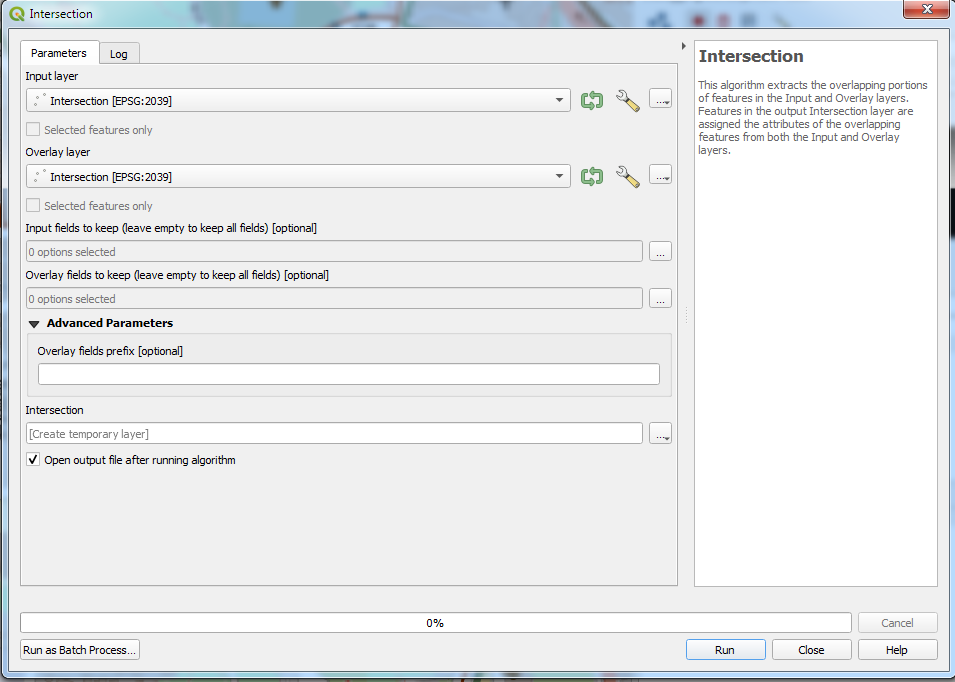 Intersection
Parameters
Log
Input layer
Intersection [EPSG:2039]
...
Selected features only
Overlay layer
Intersection [EPSG:2039]
...
Selected features only
Input fields to keep (leave empty to keep all fields) [optional]
0 options selected
...
Overlay fields to keep (leave empty to keep all fields) [optional]
0 options selected
...
Advanced Parameters
Overlay fields prefix [optional]
Intersection
[Create temporary layer]
...
Open output file after running algorithm
Intersection
This algorithm extracts the overlapping portions
of features in the Input and Overlay layers.
Features in the output Intersection layer are
assigned the attributes of the overlapping
features from both the Input and Overlay
layers.
0%
Cancel
Run as Batch Process...
Run
Close
Help